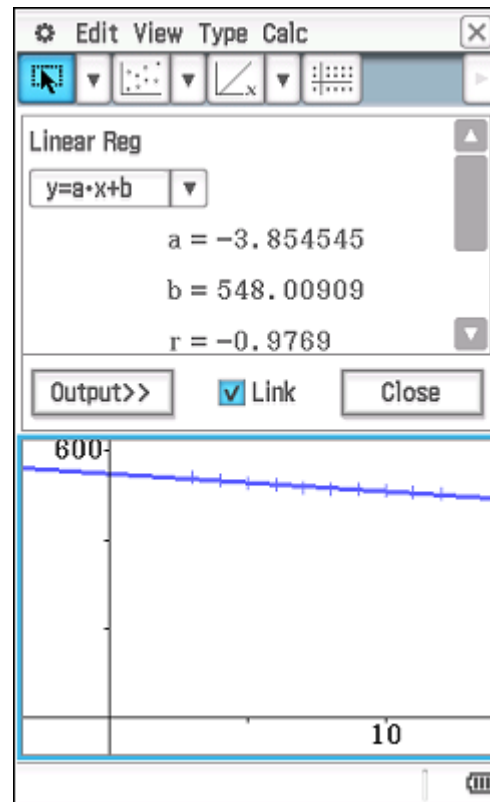 Edit View Type Calc
Linear Reg
y=a•x+b
a = -3.854545
b = 548.00909
r = -0.9769
Output>>
Link
Close
600
10